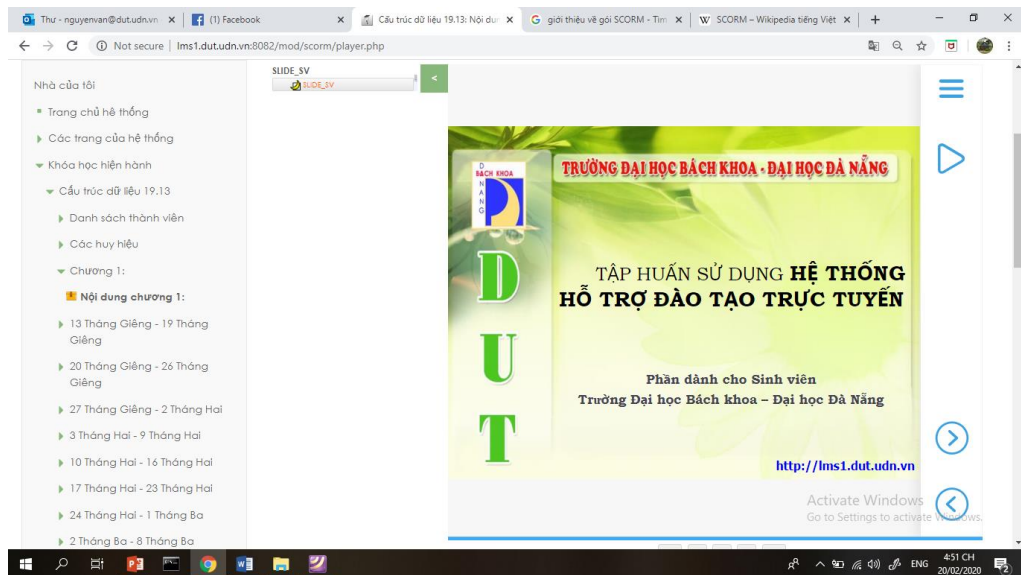 Thư - nguyenvan@dut.udn.vn
(1) Facebook
Cấu trúc dữ liệu 19.13: Nội du
giới thiệu về gói SCORM - Tìm
SCORM – Wikipedia tiếng Việt
Not secure | lms1.dut.udn.vn:8082/mod/scorm/player.php
Nhà của tôi
Trang chủ hệ thống
Các trang của hệ thống
Khóa học hiện hành
Cấu trúc dữ liệu 19.13
Danh sách thành viên
Các huy hiệu
Chương 1:
Nội dung chương 1:
13 Tháng Giêng - 19 Tháng
Giêng
20 Tháng Giêng - 26 Tháng
Giêng
27 Tháng Giêng - 2 Tháng Hai
3 Tháng Hai - 9 Tháng Hai
10 Tháng Hai - 16 Tháng Hai
17 Tháng Hai - 23 Tháng Hai
24 Tháng Hai - 1 Tháng Ba
2 Tháng Ba - 8 Tháng Ba
SLIDE_SV
SLIDE_SV
<
BACH KHOA
DANANG
DUT
TRƯỜNG ĐẠI HỌC BÁCH KHOA - ĐẠI HỌC ĐÀ NẴNG
TẬP HUẤN SỬ DỤNG HỆ THỐNG
HỖ TRỢ ĐÀO TẠO TRỰC TUYẾN
Phần dành cho Sinh viên
Trường Đại học Bách khoa – Đại học Đà Nẵng
http://lms1.dut.udn.vn
Activate Windows
Go to Settings to activate Windows.
ENG
4:51 CH
20/02/2020
2